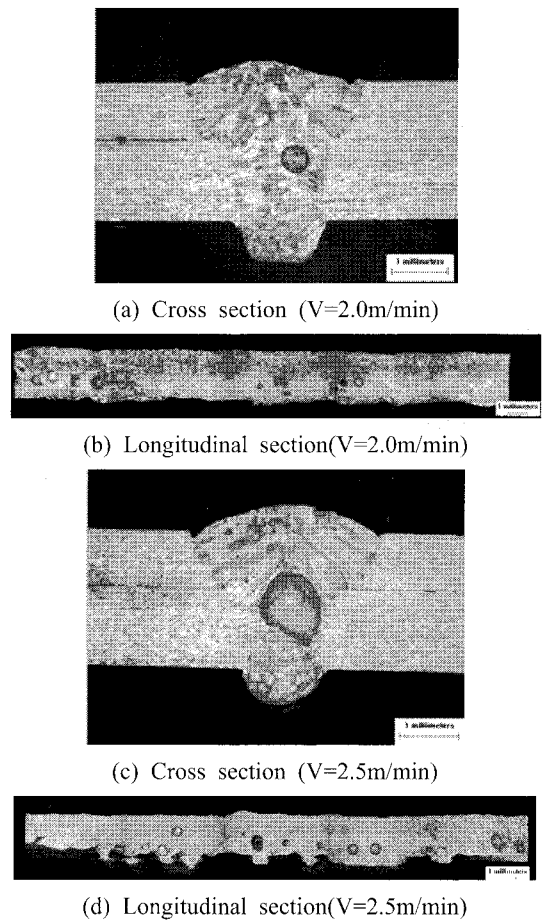 1 millimeters
(a) Cross section (V=2.0m/min)
1 millimeters
(b) Longitudinal section(V=2.0m/min)
1 millimeters
(c) Cross section (V=2.5m/min)
1 millimeters
(d) Longitudinal section(V=2.5m/min)